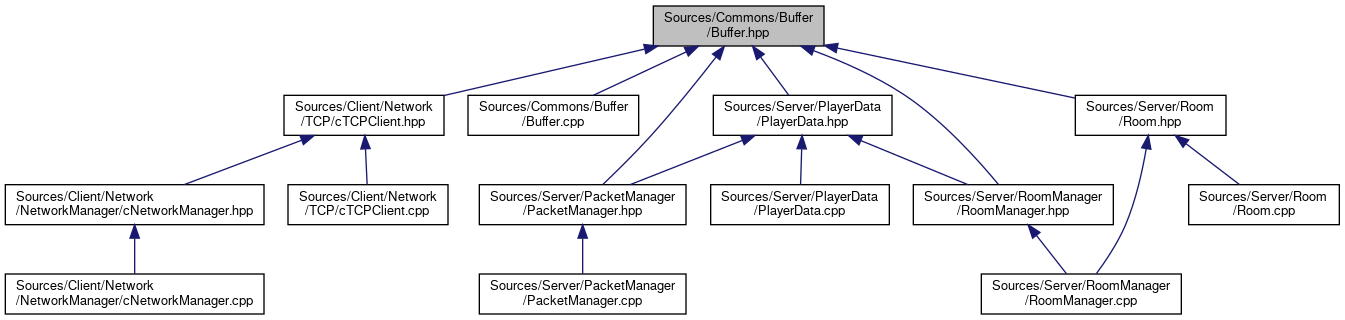 Sources/Commons/Buffer
/Buffer.hpp
Sources/Client/Network
/TCP/cTCPClient.hpp
Sources/Commons/Buffer
/Buffer.cpp
Sources/Server/PlayerData
/PlayerData.hpp
Sources/Server/Room
/Room.hpp
Sources/Client/Network
/NetworkManager/cNetworkManager.hpp
Sources/Client/Network
/TCP/cTCPClient.cpp
Sources/Server/PacketManager
/PacketManager.hpp
Sources/Server/PlayerData
/PlayerData.cpp
Sources/Server/RoomManager
/RoomManager.hpp
Sources/Server/Room
/Room.cpp
Sources/Client/Network
/NetworkManager/cNetworkManager.cpp
Sources/Server/PacketManager
/PacketManager.cpp
Sources/Server/RoomManager
/RoomManager.cpp